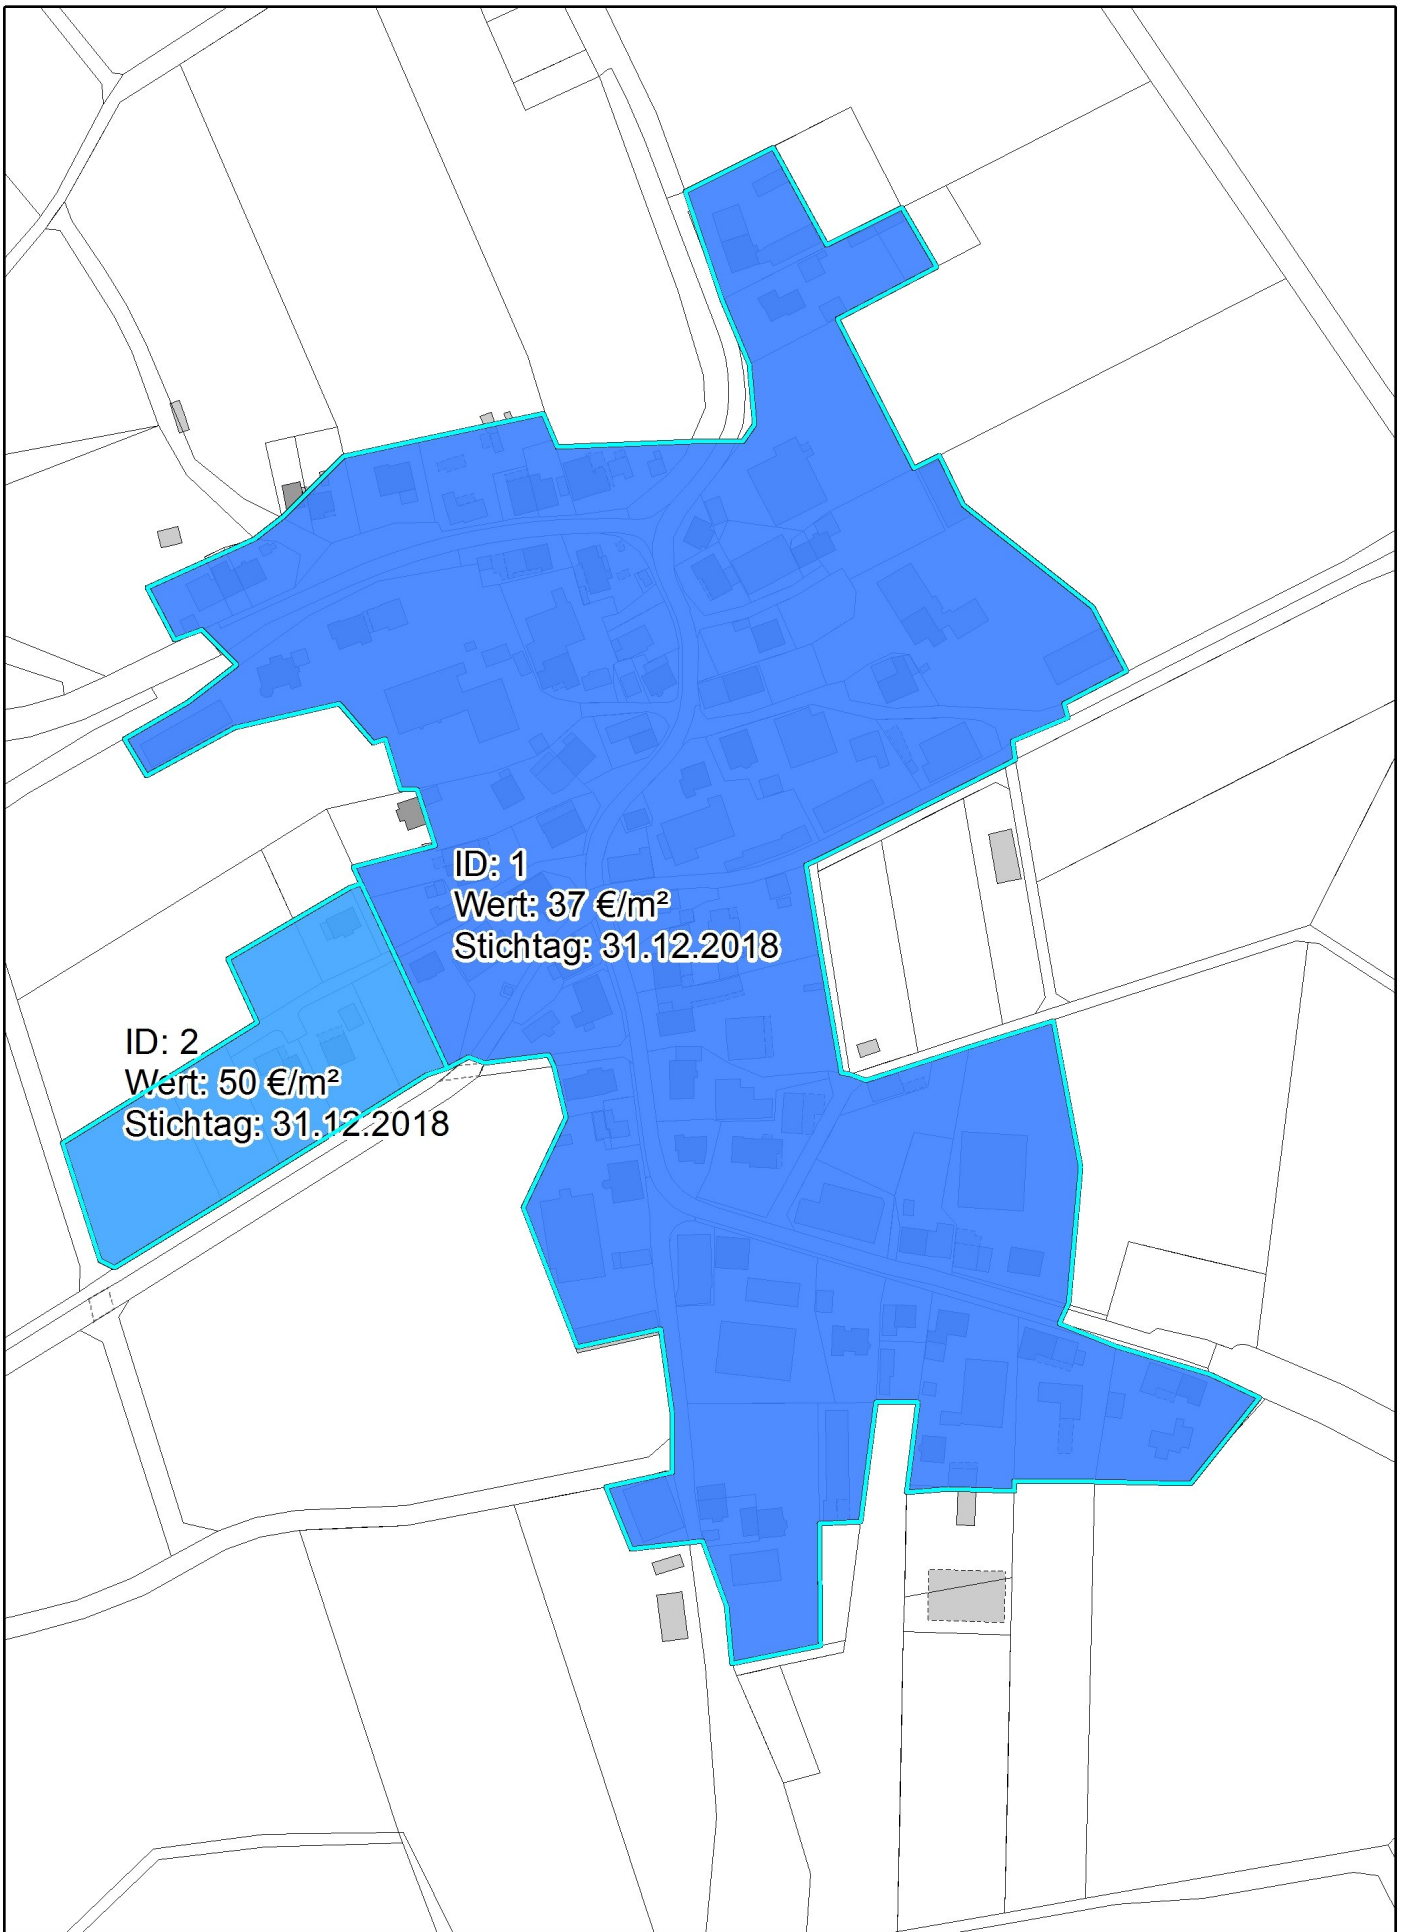 ID: 1
Wert: 37 €/m²
Stichtag: 31.12.2018
ID: 2
Wert: 50 €/m²
Stichtag: 31.12.2018